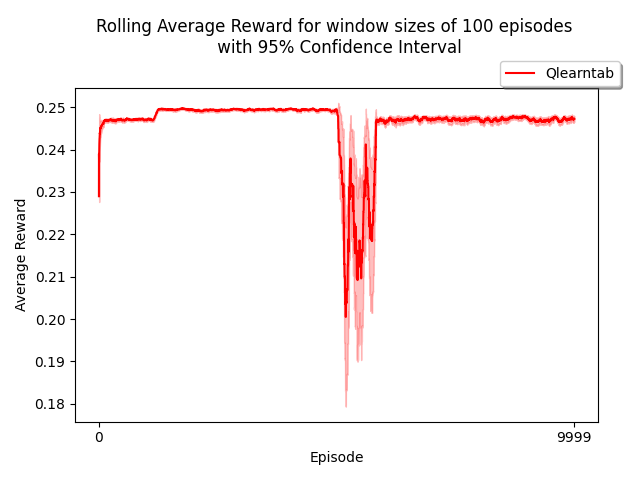 Rolling Average Reward for window sizes of 100 episodes
with 95% Confidence Interval
Qlearntab
0.25
0.24
0.23
0.22
0.21
0.20
0.19
0.18
Average Reward
0 9999
Episode